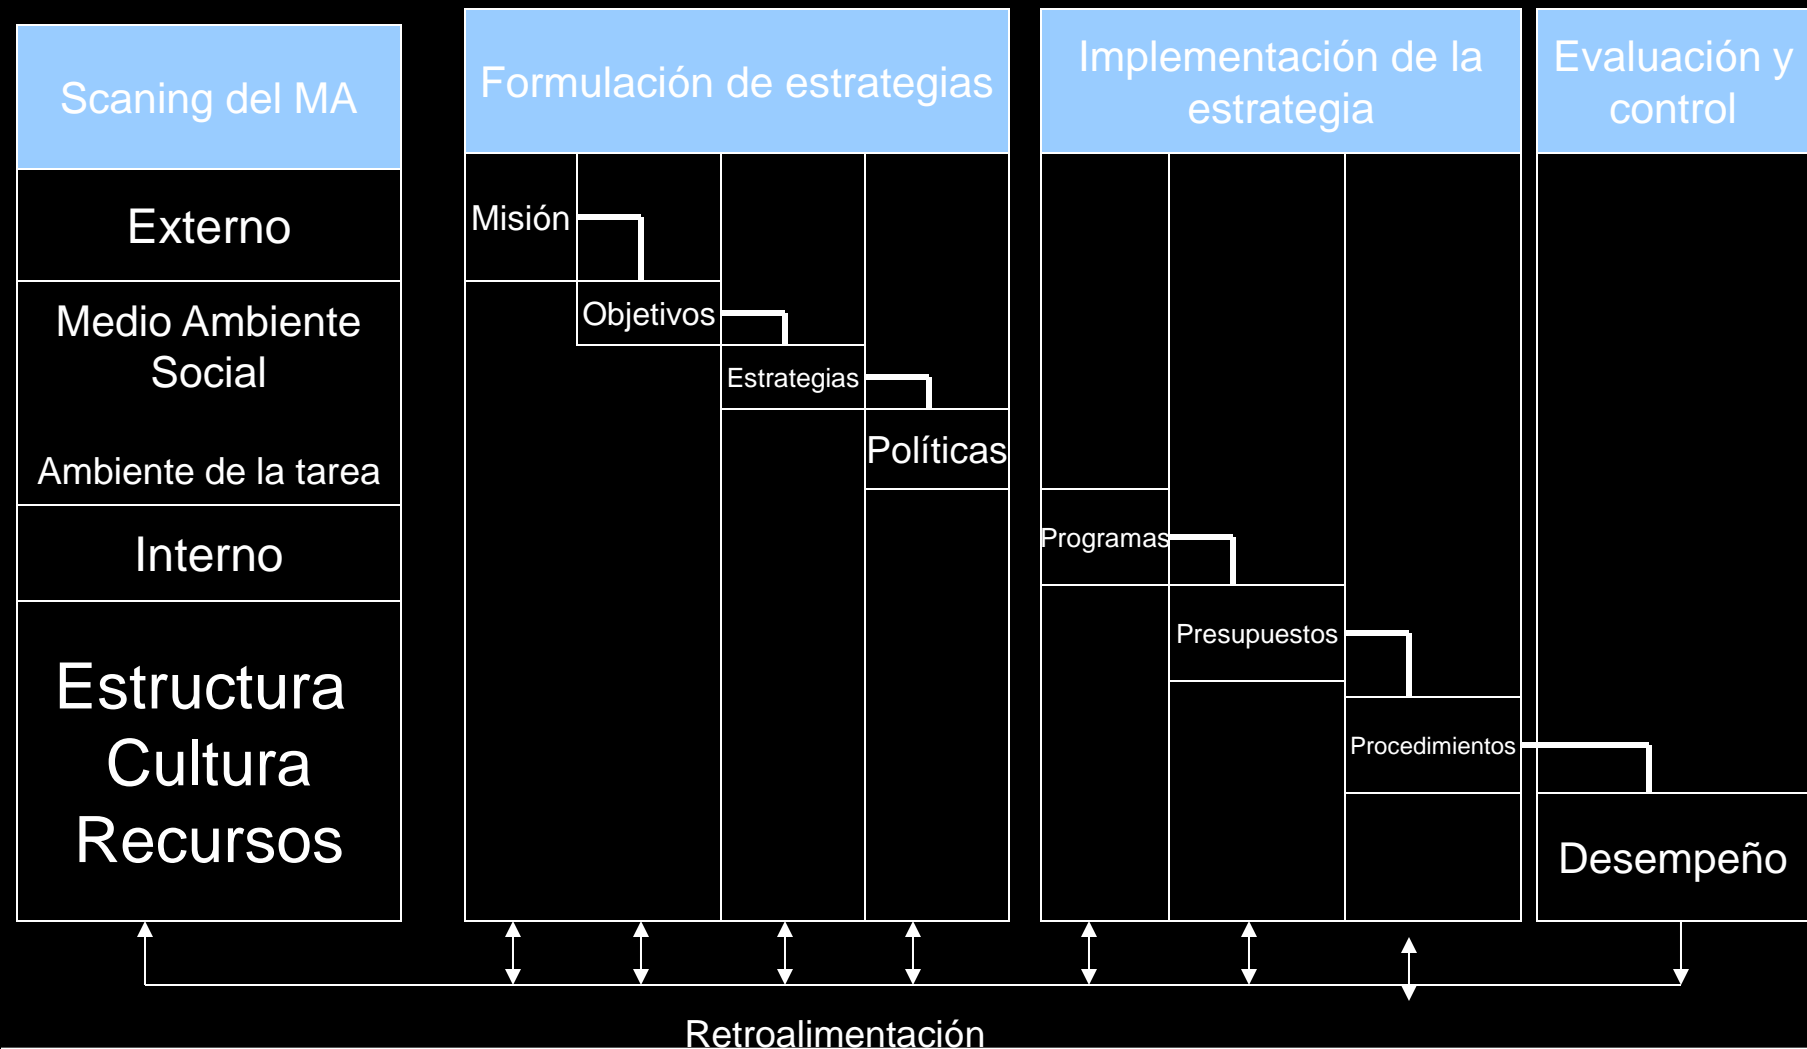 Scaning del MA
Externo
Medio Ambiente
Social
Ambiente de la tarea
Interno
Estructura
Cultura
Recursos
Formulación de estrategias
Misión
Objetivos
Estrategias
Políticas
Implementación de la
estrategia
Programas
Presupuestos
Procedimientos
Evaluación y
control
Desempeño
Retroalimentación